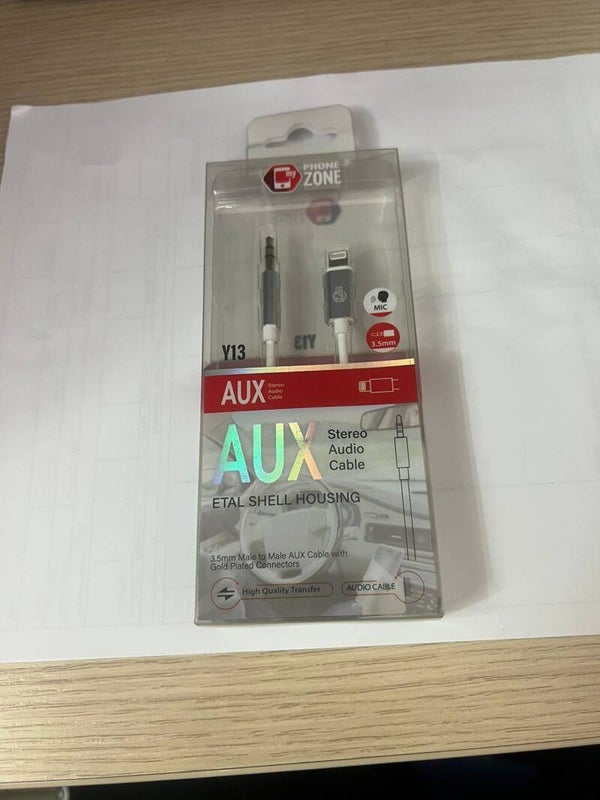 my PHONE
ZONE
MIC
3.5mm
Y13
Y13
AUX Stereo
Audio
Cable
AUX Stereo
Audio
Cable
ETAL SHELL HOUSING
3.5mm Male to Male AUX Cable with
Gold Plated Connectors
High Quality Transfer
AUDIO CABLE